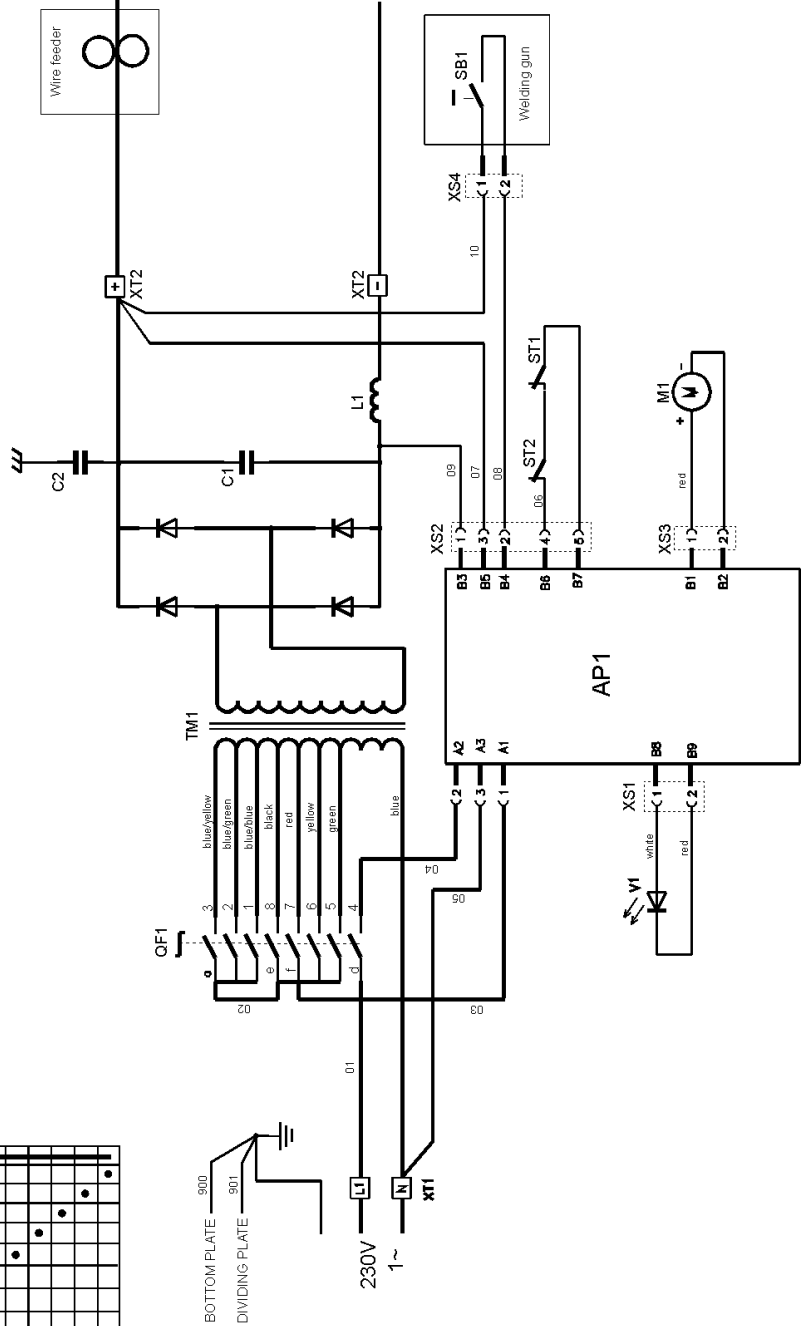 Wire feeder
SB1
Welding gun
XS4
1
2
10
+
XT2
XT2
-
L1
C2
C1
09
07
08
ST1
ST2
06
M1
M
+
-
red
XS2
1
3
2
4
5
XS3
1
2
B3
B5
B4
B6
B7
B1
B2
AP1
A2
A3
A1
B8
B9
2
3
1
XS1
1
2
white
red
V1
TM1
blue/yellow
blue/green
blue/blue
black
red
yellow
green
blue
04
05
QF1
3
2
1
8
7
6
5
4
a
e
f
d
02
03
01
BOTTOM PLATE
900
DIVIDING PLATE
901
230V
L1
1~
N
XT1